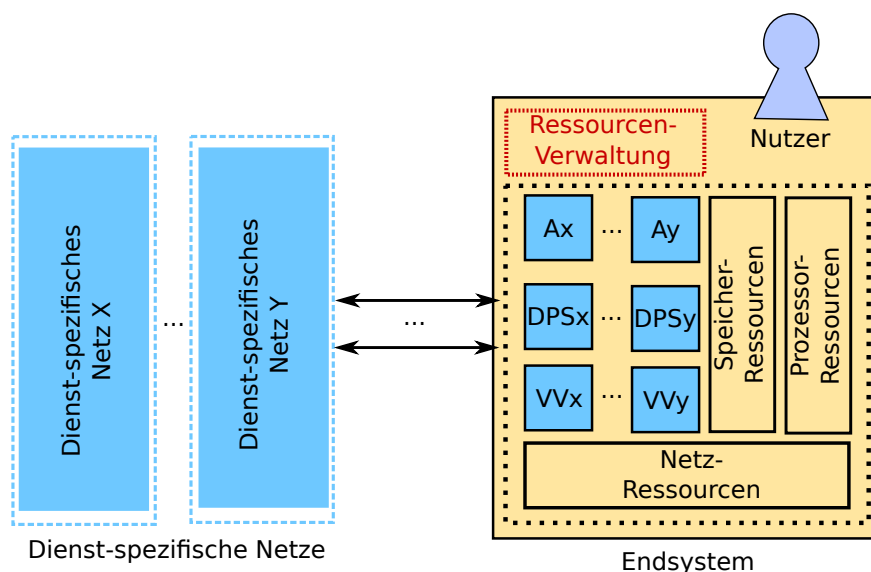 Dienst-spezifisches
Netz X
...
Dienst-spezifisches
Netz Y
Dienst-spezifische Netze
...
Nutzer
Ressourcen-
Verwaltung
Ax ... Ay
DPSx ... DPSy
VVx ... VVy
Speicher-
Ressourcen
Prozessor-
Ressourcen
Netz-
Ressourcen
Endsystem